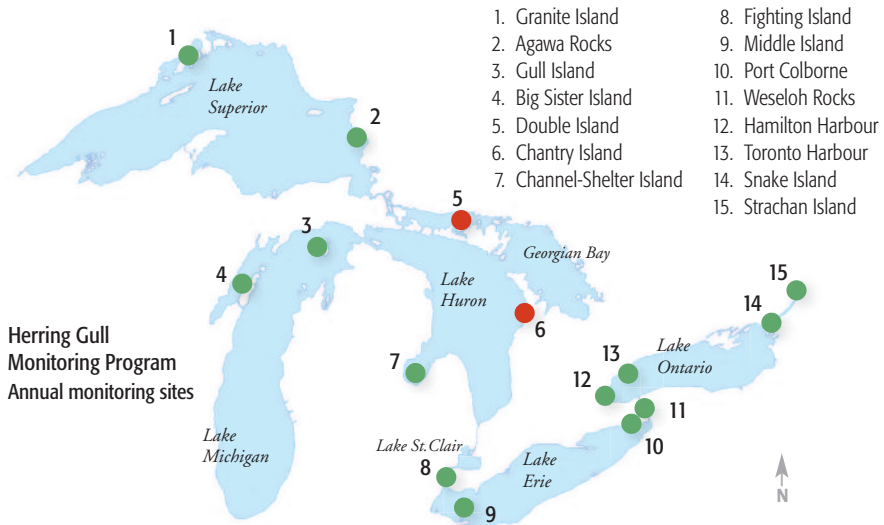 1. Granite Island
2. Agawa Rocks
3. Gull Island
4. Big Sister Island
5. Double Island
6. Chantry Island
7. Channel-Shelter Island
8. Fighting Island
9. Middle Island
10. Port Colborne
11. Weseloh Rocks
12. Hamilton Harbour
13. Toronto Harbour
14. Snake Island
15. Strachan Island
1
Lake
Superior
2
5
3
Georgian Bay
4
Lake
Huron
15
14
6
Herring Gull
Monitoring Program
Annual monitoring sites
7
13
Lake
Ontario
12
11
10
Lake
Michigan
Lake St.Clair
8
Lake
Erie
9
N